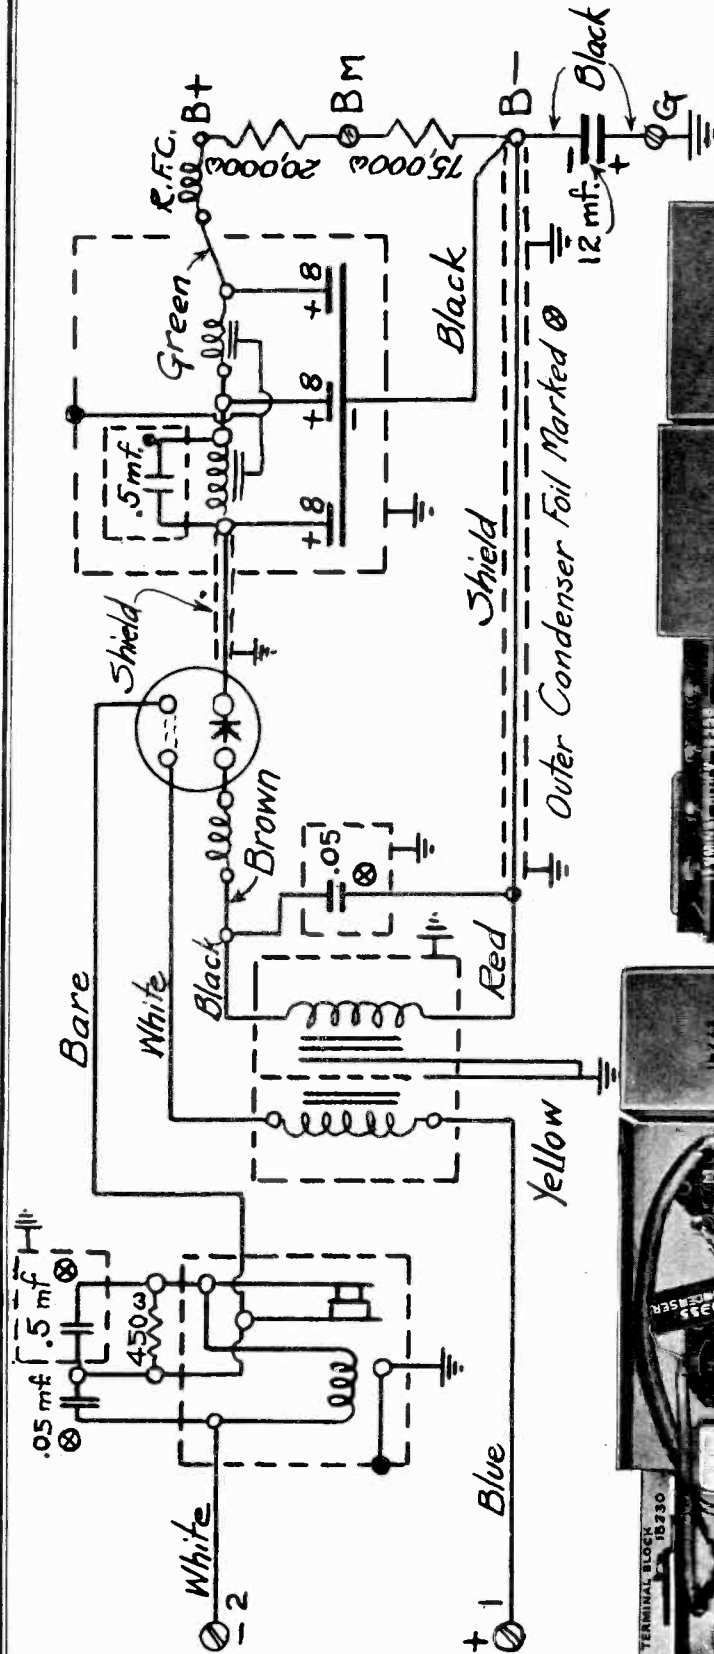 Black
B+
BM
B−
G
R.F.C.
20,000ω
15,000ω
−
12 mf.
+
Green
+ 8
+ 8
+ 8
−
Black
.5 mf.
Shield
Shield
Outer Condenser Foil Marked ⊗
Brown
.05
⊗
Bare
White
Black
Red
Yellow
.5 mf
⊗
.05 mf.
⊗
450ω
White
− 2
Blue
+ 1
TERMINAL BLOCK
1B230